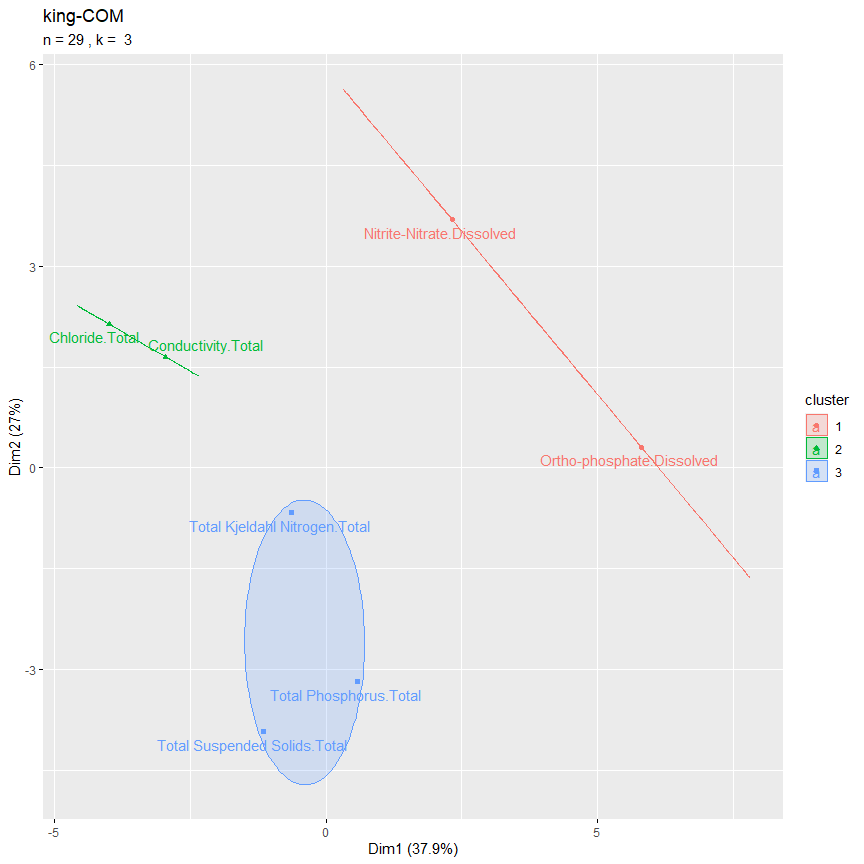 king-COM
n = 29 , k =  3
6
3
0
-3
-5
0
5
Dim2 (27%)
Dim1 (37.9%)
Nitrite-Nitrate.Dissolved
Chloride.Total
Conductivity.Total
Ortho-phosphate.Dissolved
Total Kjeldahl Nitrogen.Total
Total Phosphorus.Total
Total Suspended Solids.Total
cluster
a 1
a 2
a 3